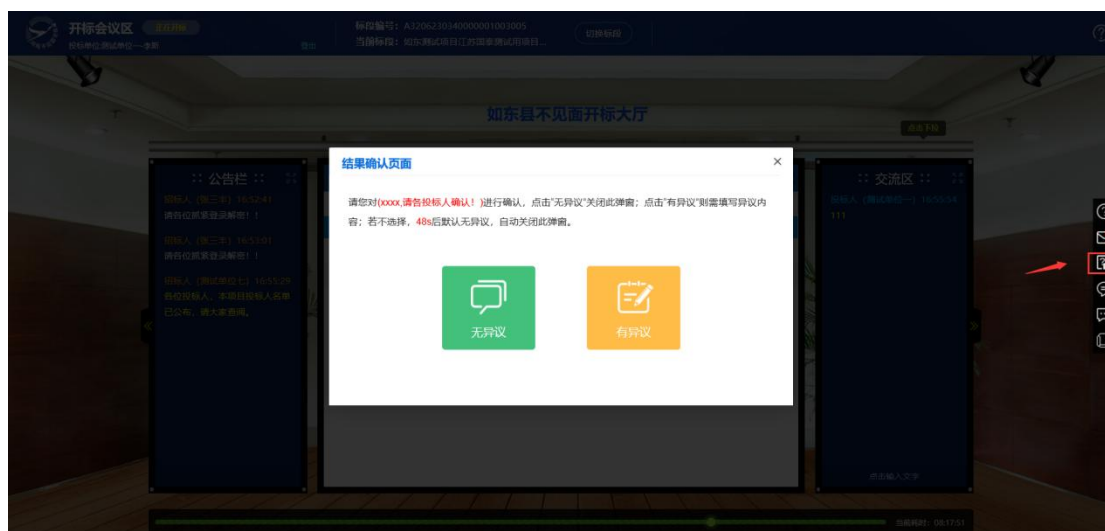 开标会议区
正在开标
投标单位:测试单位一-李斯
登出
标段编号：A3206230340000001003005
当前标段：如东测试项目江苏国泰测试用项目...
切换标段
如东县不见面开标大厅
:: 公告栏 ::
招标人（张三丰）16:52:41
请各位抓紧登录解密！！
招标人（张三丰）16:53:01
请各位抓紧登录解密！！
招标人（测试单位七）16:55:29
各位投标人，本项目投标人名单
已公布，请大家查阅。
结果确认页面
请您对(xxxx,请各投标人确认！)进行确认，点击"无异议"关闭此弹窗；点击"有异议"则需填写异议内
容；若不选择，48s后默认无异议，自动关闭此弹窗。
无异议
有异议
:: 交流区 ::
投标人（测试单位一）16:55:54
111
点击输入文字
08:17:51